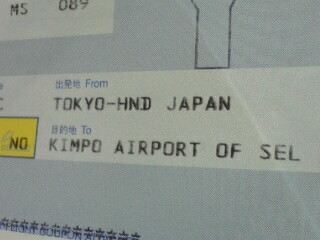 MS 089
出発地 From
TOKYO-HND JAPAN
目的地 To
NO
KIMPO AIRPORT OF SEL